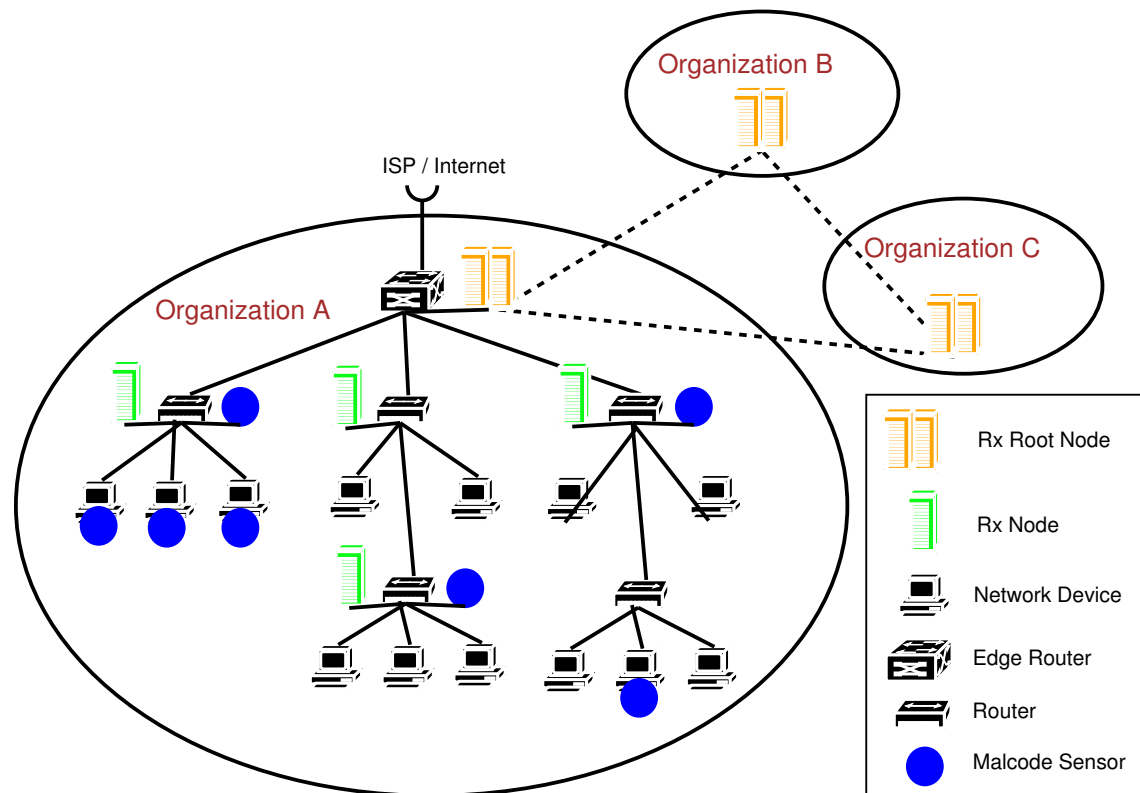 Organization B
ISP / Internet
Organization C
Organization A
Rx Root Node
Rx Node
Network Device
Edge Router
Router
Malcode Sensor